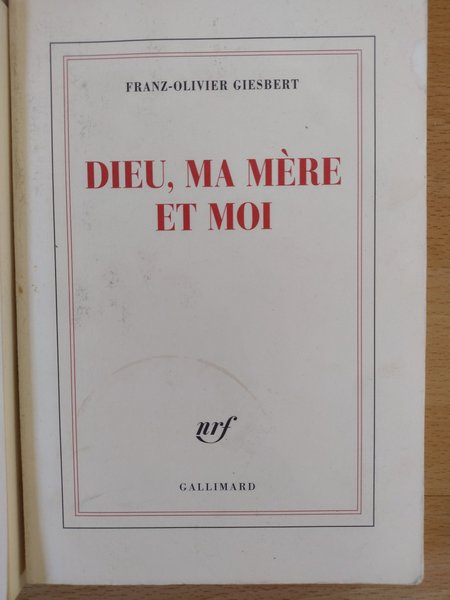 FRANZ-OLIVIER GIESBERT
DIEU, MA MÈRE
ET MOI
nrf
GALLIMARD